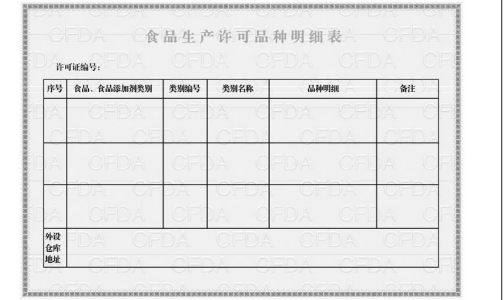 食品生产许可品种明细表
许可证编号：
序号 食品、食品添加剂类别 类别编号 类别名称 品种明细 备注
外设
仓库
地址
CFDA